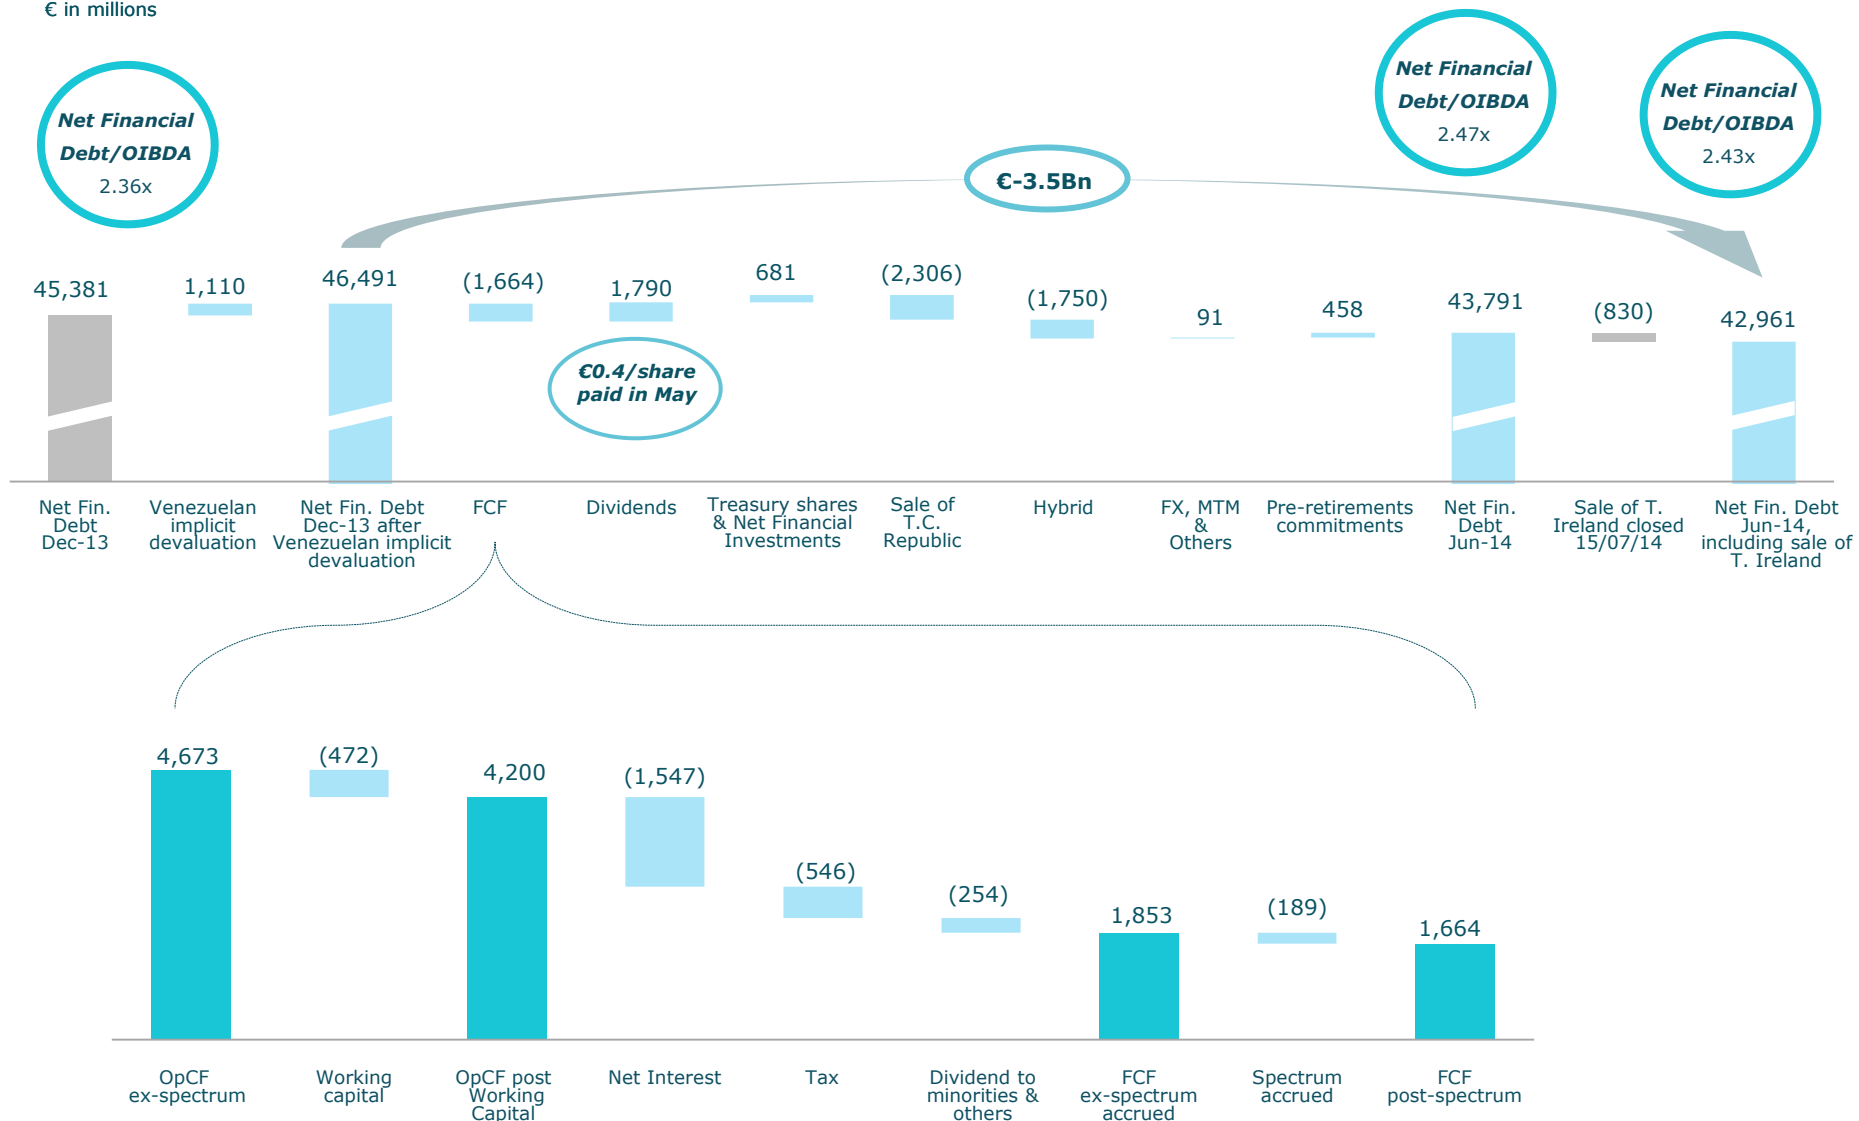 € in millions
Net Financial
Debt/OIBDA
2.36x
Net Financial
Debt/OIBDA
2.47x
Net Financial
Debt/OIBDA
2.43x
€-3.5Bn
45,381
1,110
46,491
(1,664)
1,790
681
(2,306)
(1,750)
91
458
43,791
(830)
42,961
€0.4/share
paid in May
Net Fin.
Debt
Dec-13
Venezuelan
implicit
devaluation
Net Fin. Debt
Dec-13 after
Venezuelan implicit
devaluation
FCF
Dividends
Treasury shares
& Net Financial
Investments
Sale of
T.C.
Republic
Hybrid
FX, MTM
&
Others
Pre-retirements
commitments
Net Fin.
Debt
Jun-14
Sale of T.
Ireland closed
15/07/14
Net Fin. Debt
Jun-14,
including sale of
T. Ireland
4,673
(472)
4,200
(1,547)
(546)
(254)
1,853
(189)
1,664
OpCF
ex-spectrum
Working
capital
OpCF post
Working
Capital
Net Interest
Tax
Dividend to
minorities &
others
FCF
ex-spectrum
accrued
Spectrum
accrued
FCF
post-spectrum